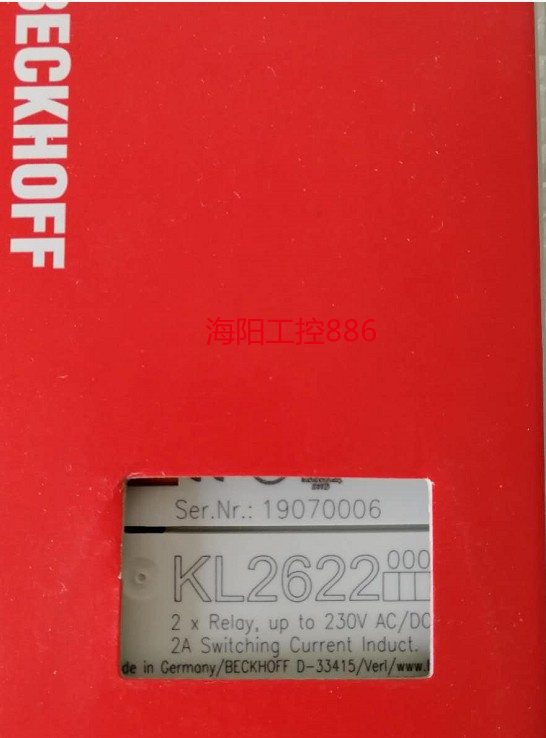 BECKHOFF
海阳工控886
Ser.Nr.: 19070006
KL2622 000
2 x Relay, up to 230V AC/DC
2A Switching Current Induct.
de in Germany/BECKHOFF D-33415/Verl/www.